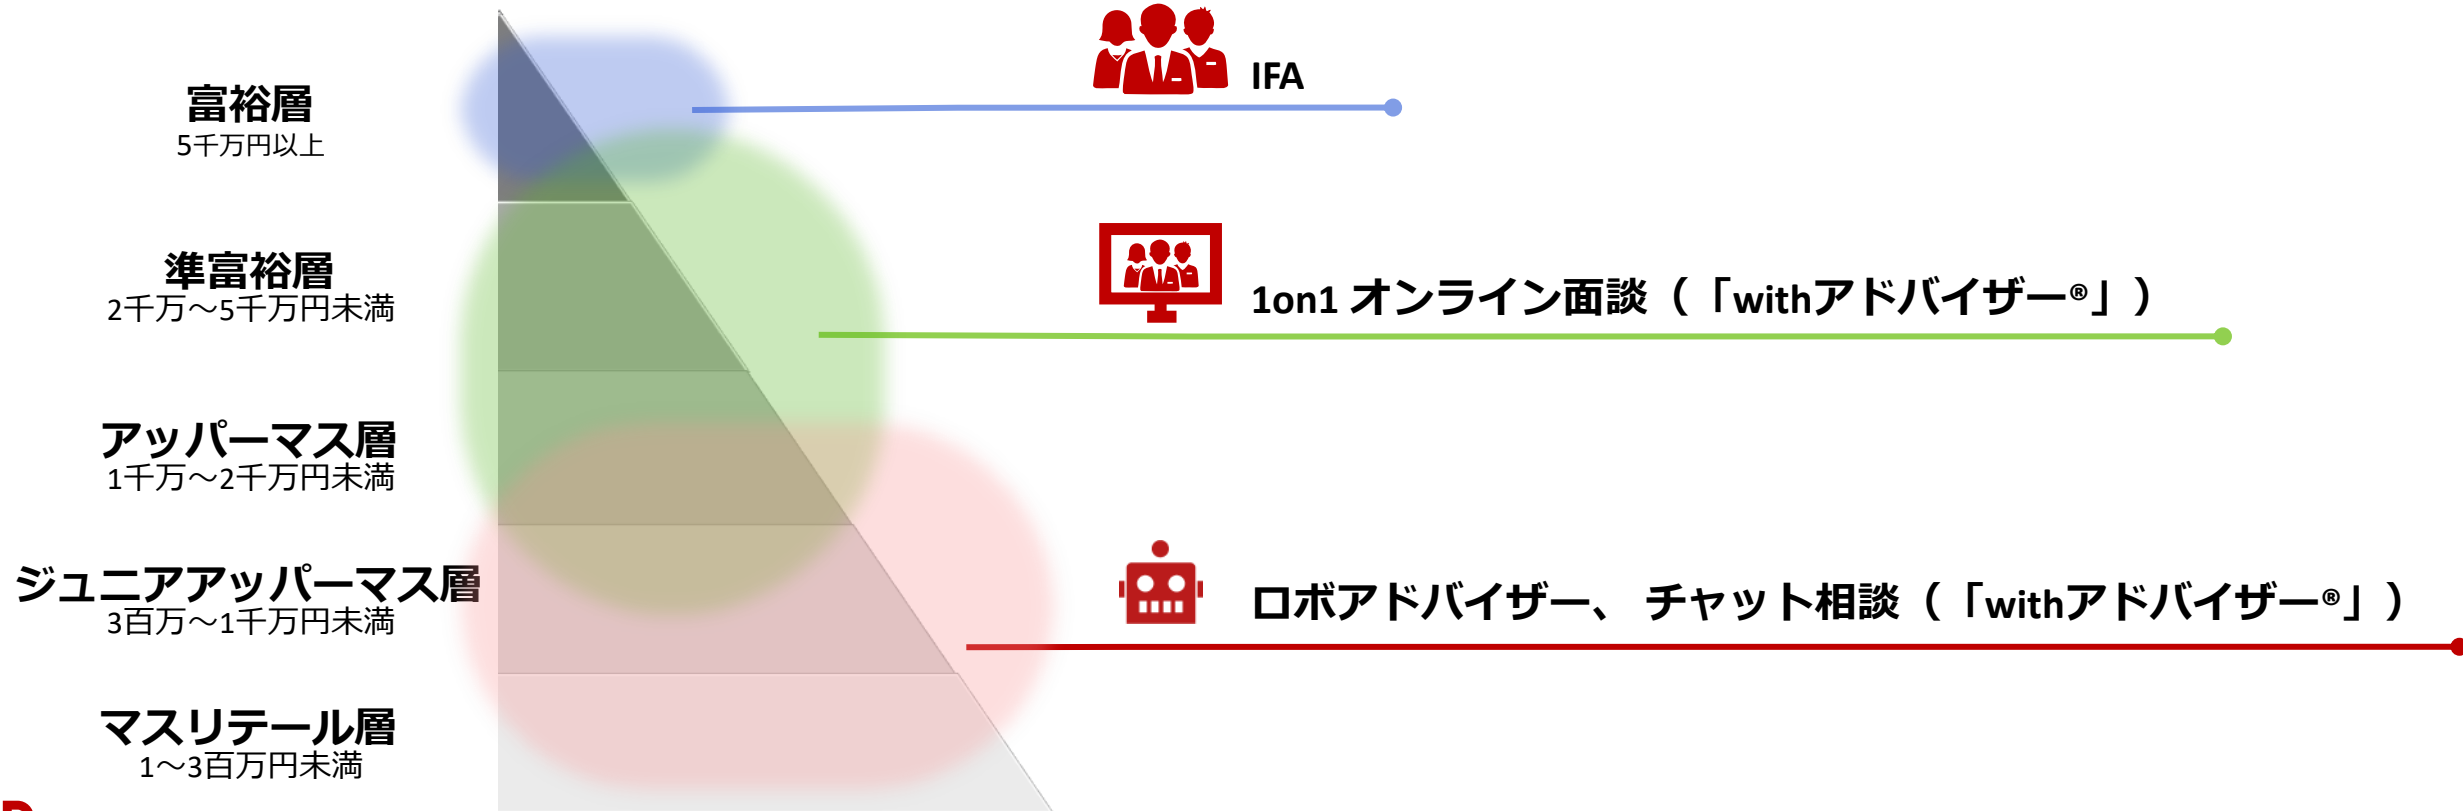 富裕層
5千万円以上
IFA
準富裕層
2千万～5千万円未満
1on1 オンライン面談（「withアドバイザー®」）
アッパーマス層
1千万～2千万円未満
ジュニアアッパーマス層
3百万～1千万円未満
ロボアドバイザー、 チャット相談（「withアドバイザー®」）
マスリテール層
1～3百万円未満